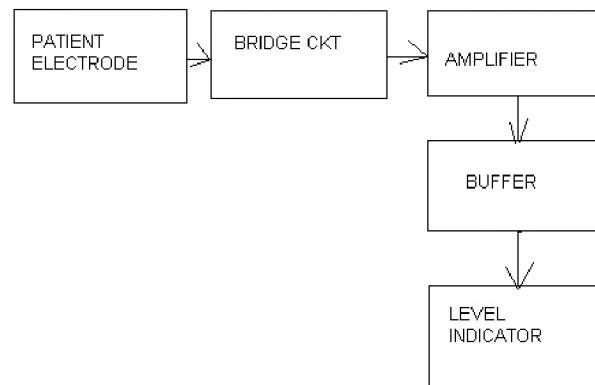 PATIENT
ELECTRODE
BRIDGE CKT
AMPLIFIER
BUFFER
LEVEL
INDICATOR